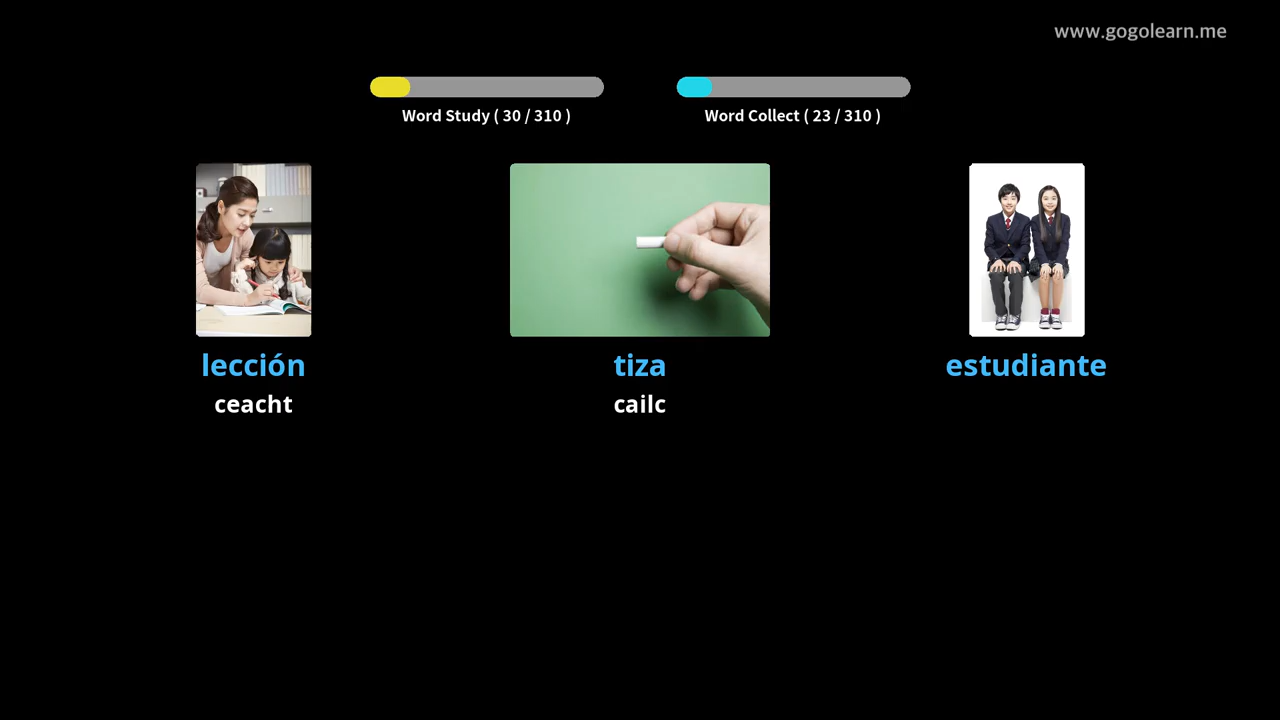 www.gogolearn.me
Word Study ( 30 / 310 )
Word Collect ( 23 / 310 )
lección
ceacht
tiza
cailc
estudiante